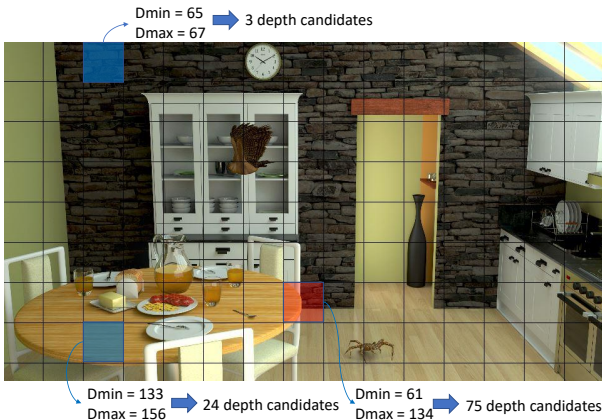 Dmin = 65
Dmax = 67
3 depth candidates
Dmin = 133
Dmax = 156
24 depth candidates
Dmin = 61
Dmax = 134
75 depth candidates